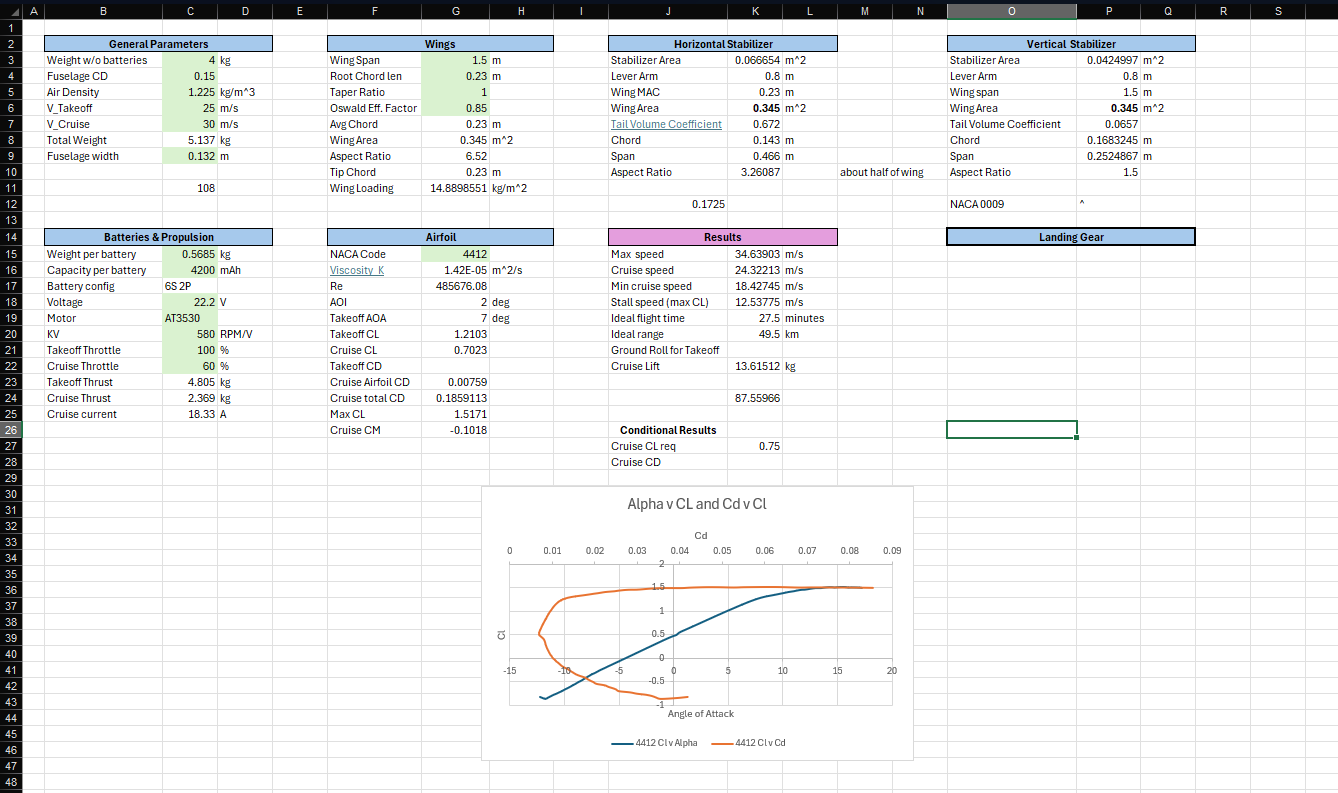 A B C D E F G H I J K L M N O P Q R S
1
2 General Parameters Wings Horizontal Stabilizer Vertical Stabilizer
3 Weight w/o batteries 4 kg Wing Span 1.5 m Stabilizer Area 0.066654 m^2 Stabilizer Area 0.0424997 m^2
4 Fuselage CD 0.15 Root Chord len 0.23 m Lever Arm 0.8 m Lever Arm 0.8 m
5 Air Density 1.225 kg/m^3 Taper Ratio 1 Wing MAC 0.23 m Wing span 1.5 m
6 V_Takeoff 25 m/s Oswald Eff. Factor 0.85 Wing Area 0.345 m^2 Wing Area 0.345 m^2
7 V_Cruise 30 m/s Avg Chord 0.23 m Tail Volume Coefficient 0.672 Tail Volume Coefficient 0.0657
8 Total Weight 5.137 kg Wing Area 0.345 m^2 Chord 0.143 m Chord 0.1683245 m
9 Fuselage width 0.132 m Aspect Ratio 6.52 Span 0.466 m Span 0.2524867 m
10 Tip Chord 0.23 m Aspect Ratio 3.26087 about half of wing Aspect Ratio 1.5
11 108 Wing Loading 14.8898551 kg/m^2
12 0.1725 NACA 0009 ^
13
14 Batteries & Propulsion Airfoil Results Landing Gear
15 Weight per battery 0.5685 kg NACA Code 4412 Max speed 34.63903 m/s
16 Capacity per battery 4200 mAh Viscosity K 1.42E-05 m^2/s Cruise speed 24.32213 m/s
17 Battery config 6S 2P Re 485676.08 Min cruise speed 18.42745 m/s
18 Voltage 22.2 V AOI 2 deg Stall speed (max CL) 12.53775 m/s
19 Motor AT3530 Takeoff AOA 7 deg Ideal flight time 27.5 minutes
20 KV 580 RPM/V Takeoff CL 1.2103 Ideal range 49.5 km
21 Takeoff Throttle 100 % Cruise CL 0.7023 Ground Roll for Takeoff
22 Cruise Throttle 60 % Takeoff CD Cruise Lift 13.61512 kg
23 Takeoff Thrust 4.805 kg Cruise Airfoil CD 0.00759
24 Cruise Thrust 2.369 kg Cruise total CD 0.1859113 87.55966
25 Cruise current 18.33 A Max CL 1.5171
26 Cruise CM -0.1018 Conditional Results
27 Cruise CL req 0.75
28 Cruise CD
29
30
31 Alpha v CL and Cd v Cl
32
33 Cd
34 0 0.01 0.02 0.03 0.04 0.05 0.06 0.07 0.08 0.09
35 2
36 1.5
37
38 1
39 Cl 0.5
40 0
41 -15 -10 -5 0 5 10 15 20
42 -0.5
43 -1
44 Angle of Attack
45
46 4412 Cl v Alpha 4412 Cl v Cd
47
48